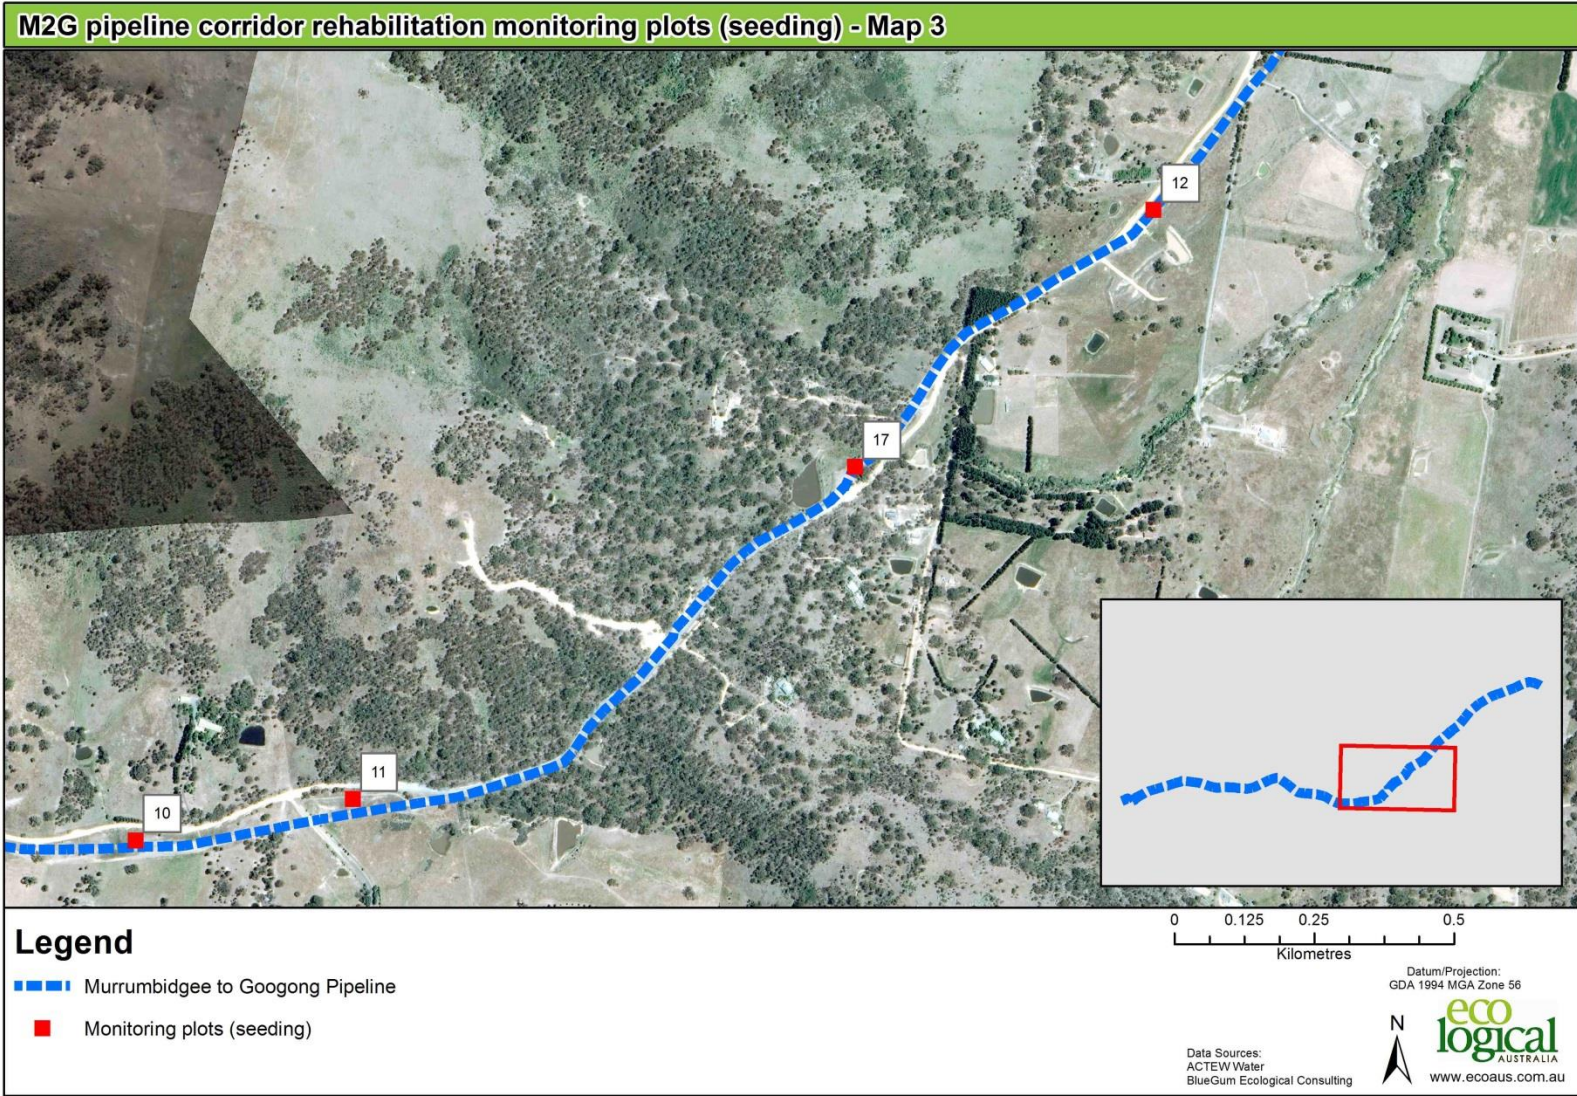 M2G pipeline corridor rehabilitation monitoring plots (seeding) - Map 3
12
17
11
10
Legend
Murrumbidgee to Googong Pipeline
Monitoring plots (seeding)
0 0.125 0.25 0.5
Kilometres
Datum/Projection:
GDA 1994 MGA Zone 56
N
eco
logical
AUSTRALIA
www.ecoaus.com.au
Data Sources:
ACTEW Water
BlueGum Ecological Consulting